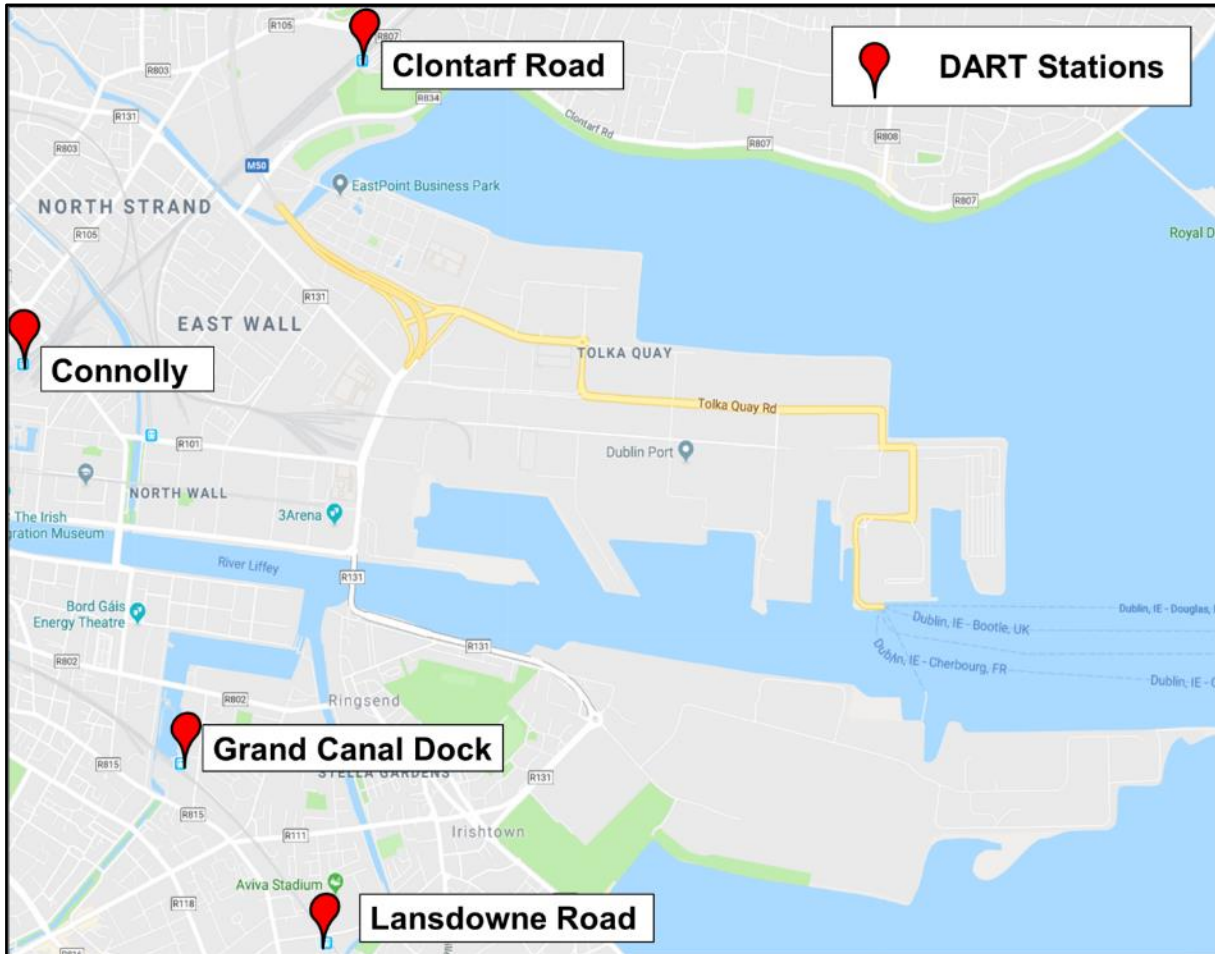 R105
R807
Clontarf Road
DART Stations
R803
R834
R131
Clontarf Rd
R807
R808
R803
M50
EastPoint Business Park
R807
NORTH STRAND
Royal D
R105
R131
EAST WALL
TOLKA QUAY
Connolly
Tolka Quay Rd
R101
Dublin Port
NORTH WALL
3Arena
The Irish
gration Museum
River Liffey
R131
Bord Gáis
Energy Theatre
Dublin, IE - Douglas,
Dublin, IE - Bootle, UK
R131
Dublin, IE - Cherbourg, FR
R802
Dublin, IE - C
R802
Ringsend
Grand Canal Dock
R815
STELLA GARDENS
R131
R815
R111
Irishtown
Aviva Stadium
R118
Lansdowne Road